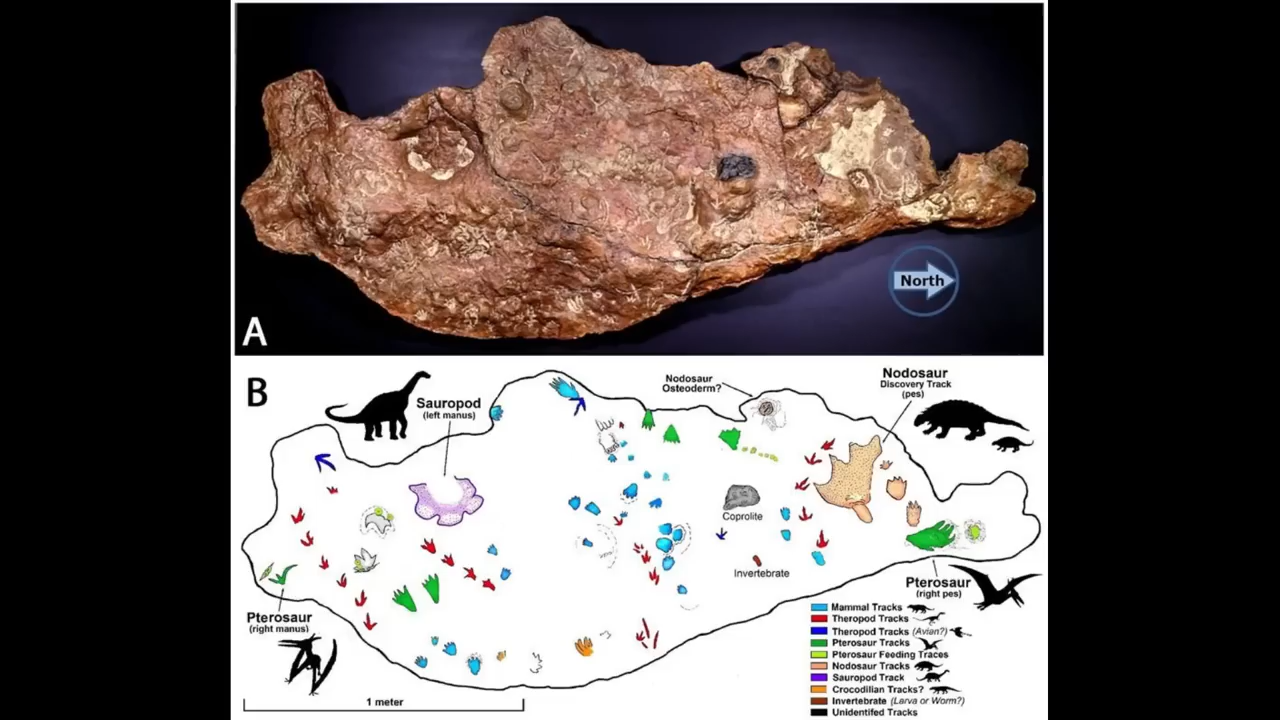 North
A
B
Sauropod
(left manus)
Nodosaur
Osteoderm?
Nodosaur
Discovery Track
(pes)
Coprolite
Invertebrate
Pterosaur
(right manus)
Pterosaur
(right pes)
Mammal Tracks
Theropod Tracks
Theropod Tracks (Avian?)
Pterosaur Tracks
Pterosaur Feeding Traces
Nodosaur Tracks
Sauropod Track
Crocodilian Tracks?
Invertebrate (Larva or Worm?)
Unidentifed Tracks
1 meter